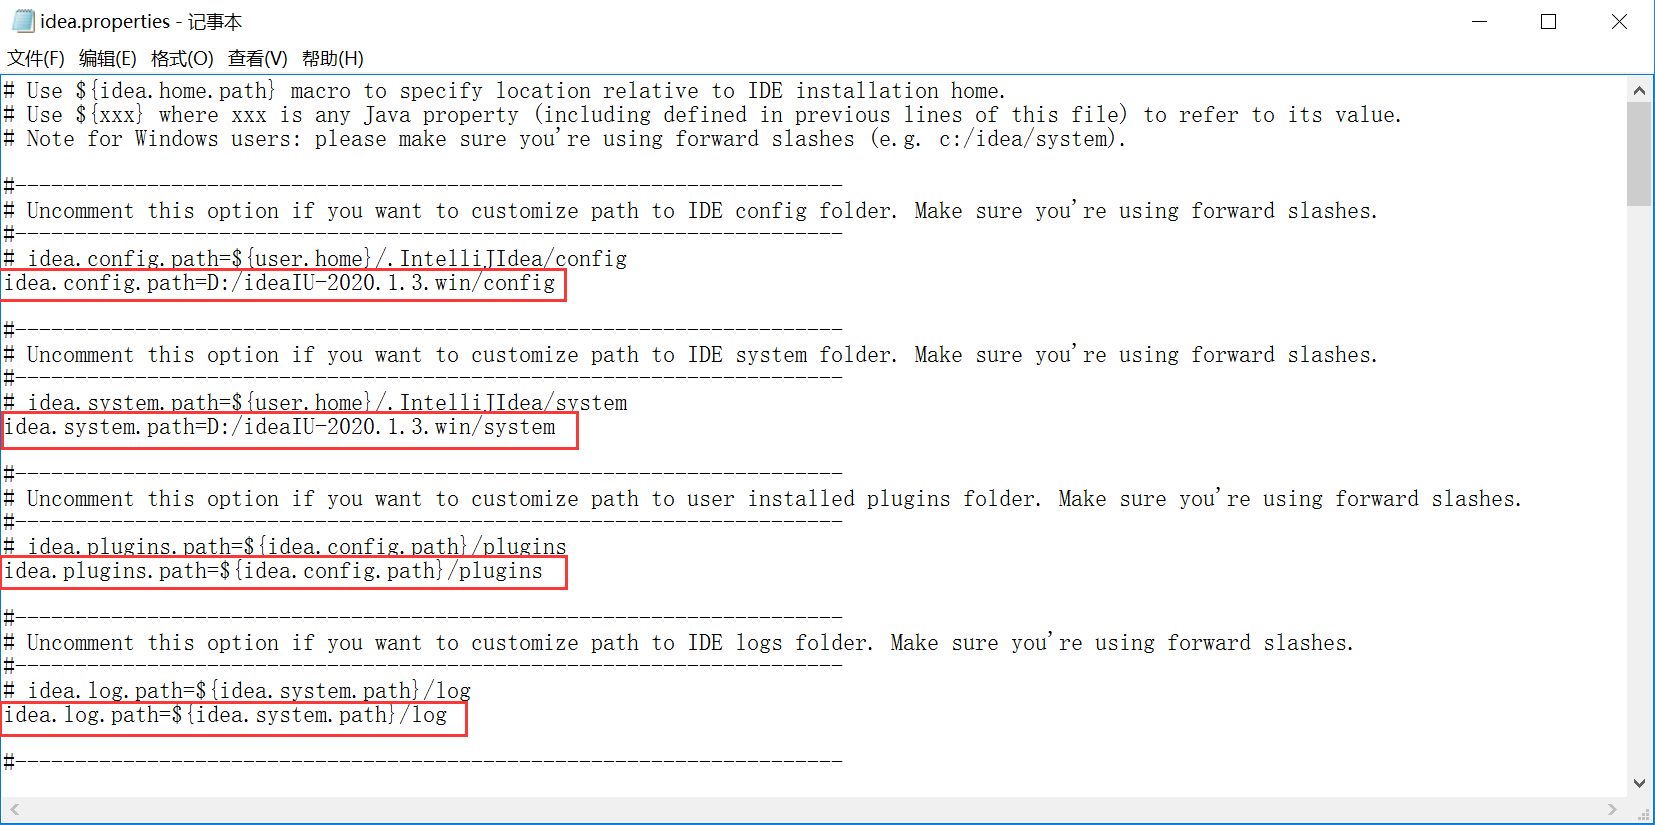 idea.properties - 记事本
文件(F) 编辑(E) 格式(O) 查看(V) 帮助(H)
# Use ${idea.home.path} macro to specify location relative to IDE installation home.
# Use ${xxx} where xxx is any Java property (including defined in previous lines of this file) to refer to its value.
# Note for Windows users: please make sure you're using forward slashes (e.g. c:/idea/system).
#---------------------------------------------------------------------
# Uncomment this option if you want to customize path to IDE config folder. Make sure you're using forward slashes.
#---------------------------------------------------------------------
# idea.config.path=${user.home}/.IntelliJIdea/config
idea.config.path=D:/ideaIU-2020.1.3.win/config
#---------------------------------------------------------------------
# Uncomment this option if you want to customize path to IDE system folder. Make sure you're using forward slashes.
#---------------------------------------------------------------------
# idea.system.path=${user.home}/.IntelliJIdea/system
idea.system.path=D:/ideaIU-2020.1.3.win/system
#---------------------------------------------------------------------
# Uncomment this option if you want to customize path to user installed plugins folder. Make sure you're using forward slashes.
#---------------------------------------------------------------------
# idea.plugins.path=${idea.config.path}/plugins
idea.plugins.path=${idea.config.path}/plugins
#---------------------------------------------------------------------
# Uncomment this option if you want to customize path to IDE logs folder. Make sure you're using forward slashes.
#---------------------------------------------------------------------
# idea.log.path=${idea.system.path}/log
idea.log.path=${idea.system.path}/log
#---------------------------------------------------------------------